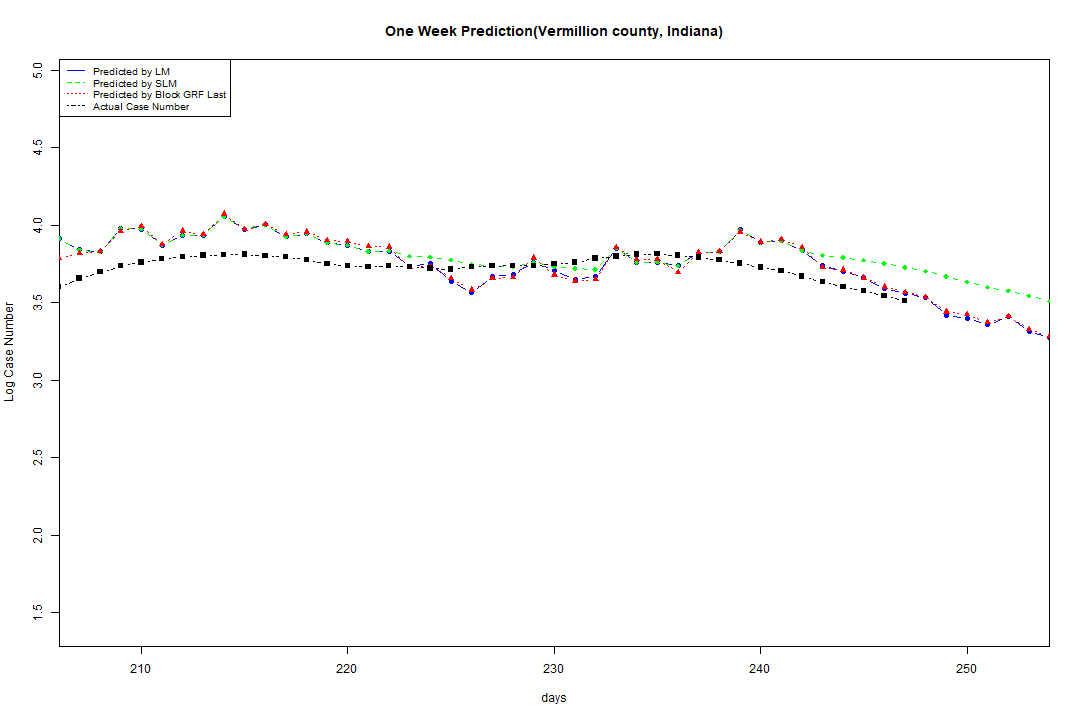 One Week Prediction(Vermillion county, Indiana)
Predicted by LM
Predicted by SLM
Predicted by Block GRF Last
Actual Case Number
Log Case Number
5.0
4.5
4.0
3.5
3.0
2.5
2.0
1.5
210 220 230 240 250
days